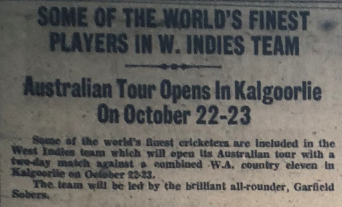 SOME OF THE WORLD'S FINEST
PLAYERS IN W. INDIES TEAM
Australian Tour Opens In Kalgoorlie
On October 22-23
Some of the world's finest cricketers are included in the
West Indies team which will open its Australian tour with a
two-day match against a combined W.A. country eleven in
Kalgoorlie on October 22-23.
The team will be led by the brilliant all-rounder, Garfield
Sobers.